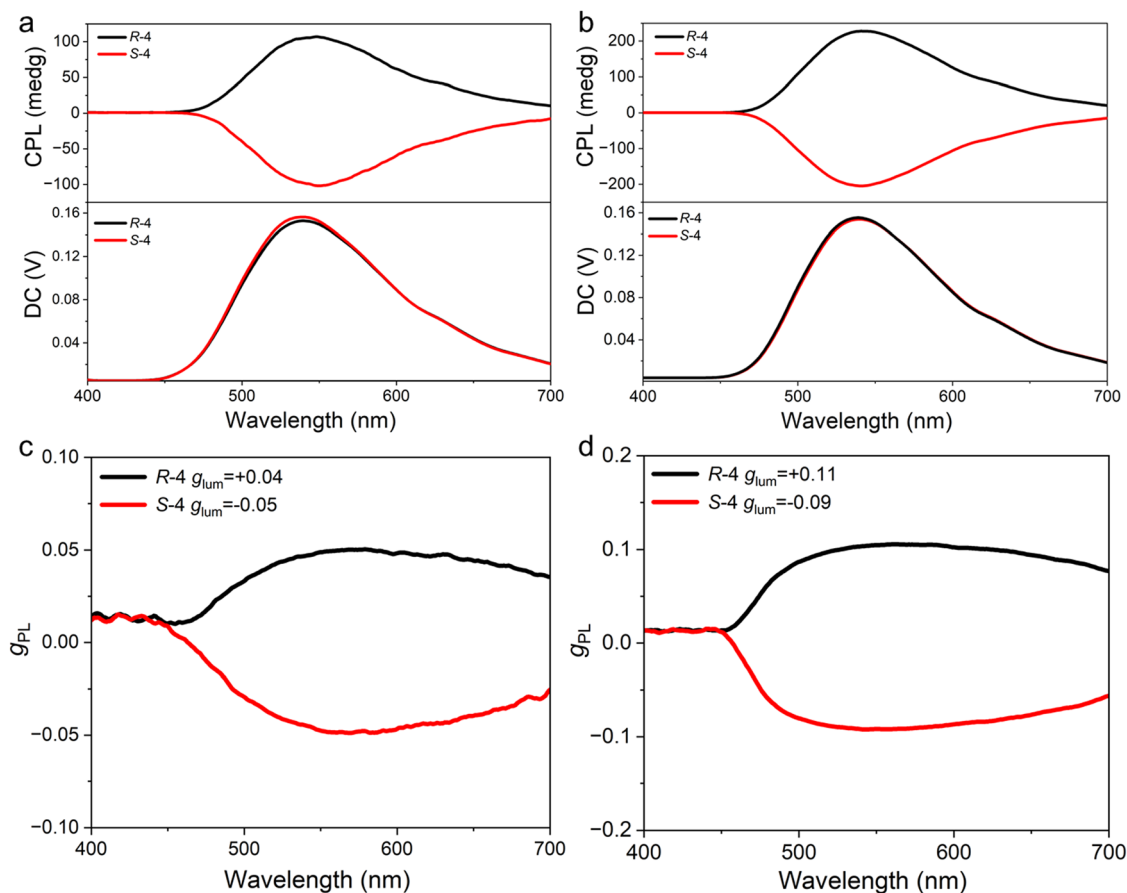 a
R-4
S-4
CPL (medg)
100
50
0
−50
−100
R-4
S-4
DC (V)
0.16
0.12
0.08
0.04
400 500 600 700
Wavelength (nm)
b
R-4
S-4
CPL (medg)
200
100
0
−100
−200
R-4
S-4
DC (V)
0.16
0.12
0.08
0.04
400 500 600 700
Wavelength (nm)
c
R-4 glum=+0.04
S-4 glum=-0.05
gPL
0.10
0.05
0.00
−0.05
−0.10
400 500 600 700
Wavelength (nm)
d
R-4 glum=+0.11
S-4 glum=-0.09
gPL
0.2
0.1
0.0
−0.1
−0.2
400 500 600 700
Wavelength (nm)